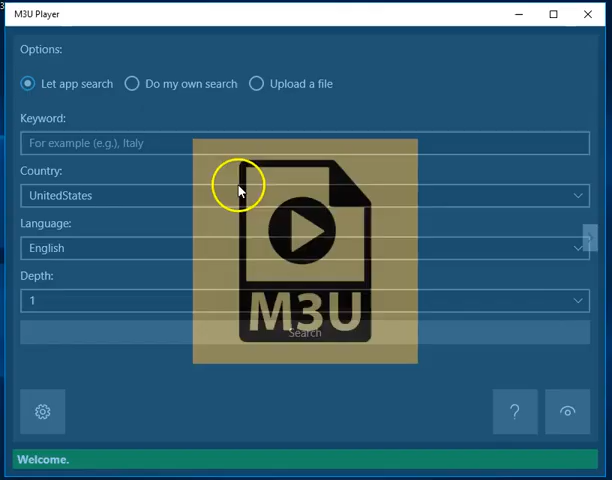 3
M3U Player
Options:
Let app search Do my own search Upload a file
Keyword:
For example (e.g.), Italy
Country:
UnitedStates
Language:
English
Depth:
1
M3U
Search
?
Welcome.